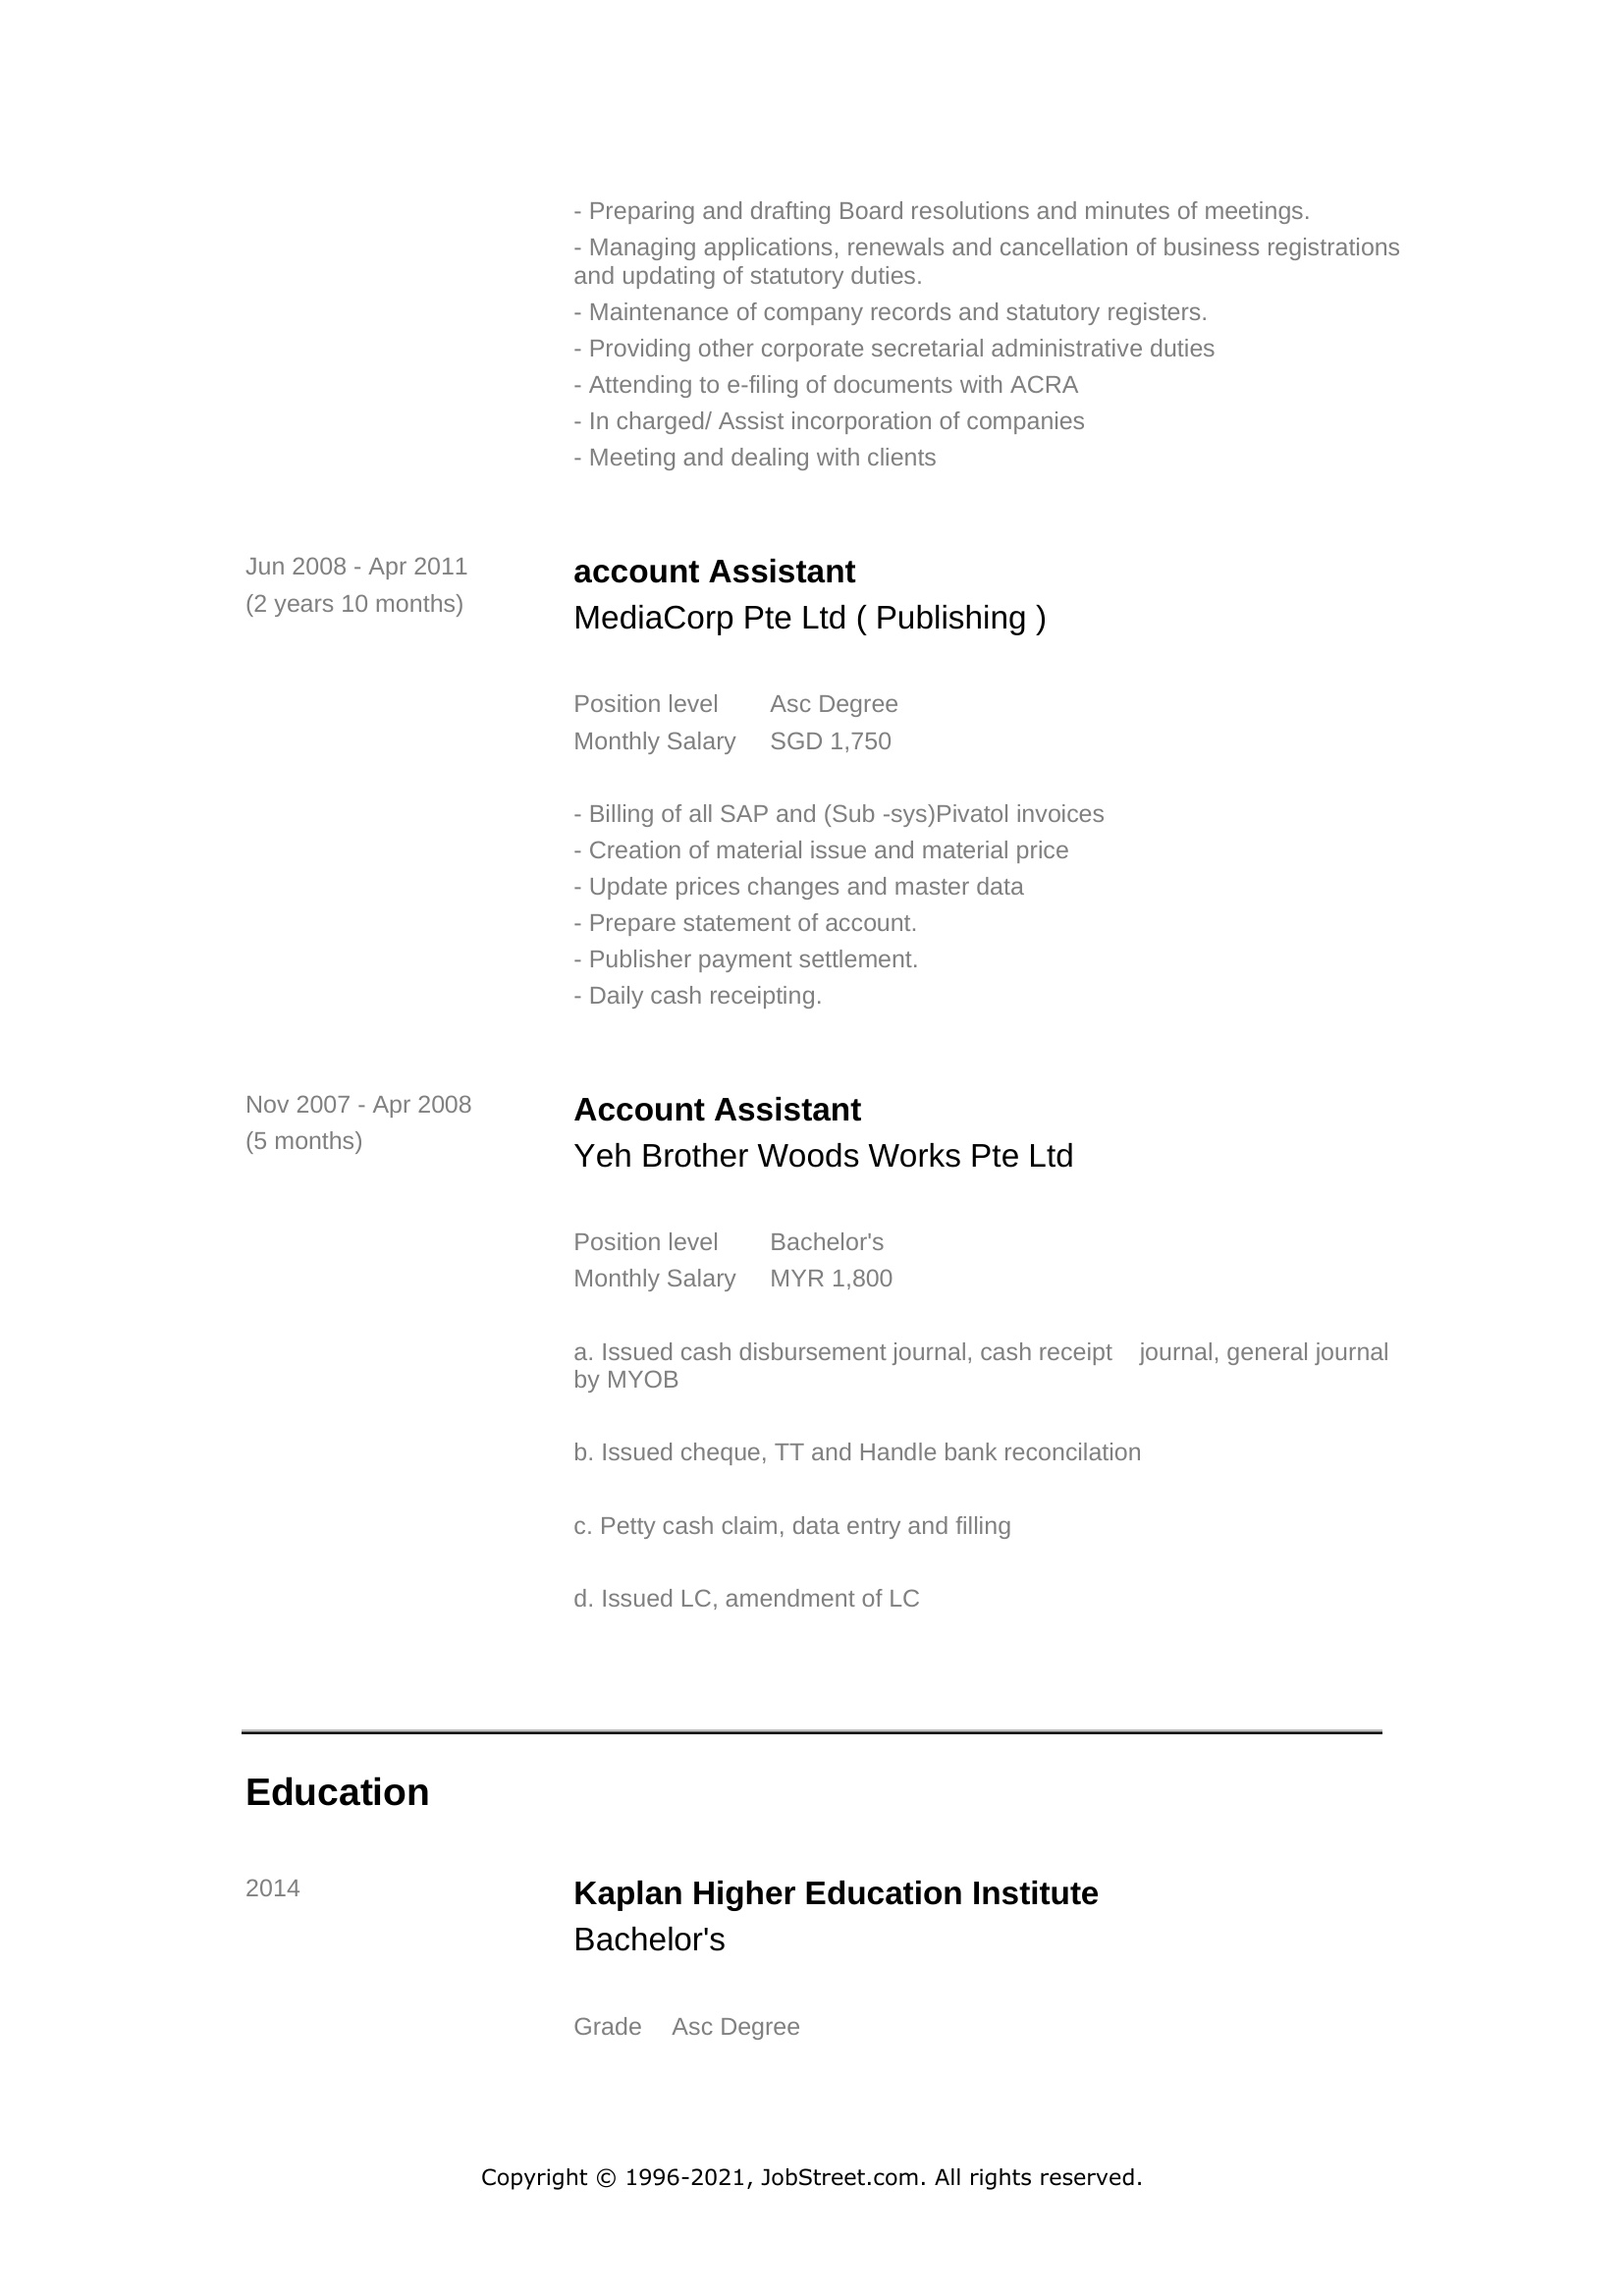 - Preparing and drafting Board resolutions and minutes of meetings.
- Managing applications, renewals and cancellation of business registrations
and updating of statutory duties.
- Maintenance of company records and statutory registers.
- Providing other corporate secretarial administrative duties
- Attending to e-filing of documents with ACRA
- In charged/ Assist incorporation of companies
- Meeting and dealing with clients
Jun 2008 - Apr 2011
(2 years 10 months)
account Assistant
MediaCorp Pte Ltd ( Publishing )
Position level Asc Degree
Monthly Salary SGD 1,750
- Billing of all SAP and (Sub -sys)Pivatol invoices
- Creation of material issue and material price
- Update prices changes and master data
- Prepare statement of account.
- Publisher payment settlement.
- Daily cash receipting.
Nov 2007 - Apr 2008
(5 months)
Account Assistant
Yeh Brother Woods Works Pte Ltd
Position level Bachelor's
Monthly Salary MYR 1,800
a. Issued cash disbursement journal, cash receipt journal, general journal
by MYOB
b. Issued cheque, TT and Handle bank reconcilation
c. Petty cash claim, data entry and filling
d. Issued LC, amendment of LC
Education
2014
Kaplan Higher Education Institute
Bachelor's
Grade Asc Degree
Copyright © 1996-2021, JobStreet.com. All rights reserved.